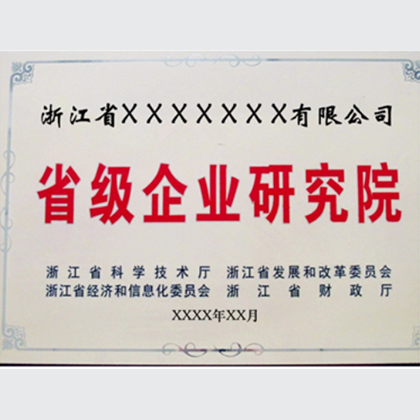 浙江省XXXXXXX有限公司
省级企业研究院
浙江省科学技术厅 浙江省发展和改革委员会
浙江省经济和信息化委员会 浙江省财政厅
XXXX年XX月